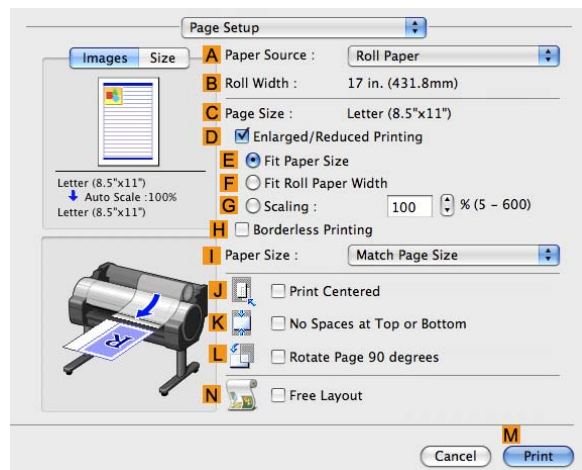 Page Setup
Images Size
A Paper Source : Roll Paper
B Roll Width : 17 in. (431.8mm)
C Page Size : Letter (8.5"x11")
D Enlarged/Reduced Printing
E Fit Paper Size
F Fit Roll Paper Width
G Scaling : 100 % (5 – 600)
Letter (8.5"x11")
Auto Scale :100%
Letter (8.5"x11")
H Borderless Printing
I Paper Size : Match Page Size
J Print Centered
K No Spaces at Top or Bottom
L Rotate Page 90 degrees
R
N Free Layout
M
Cancel Print